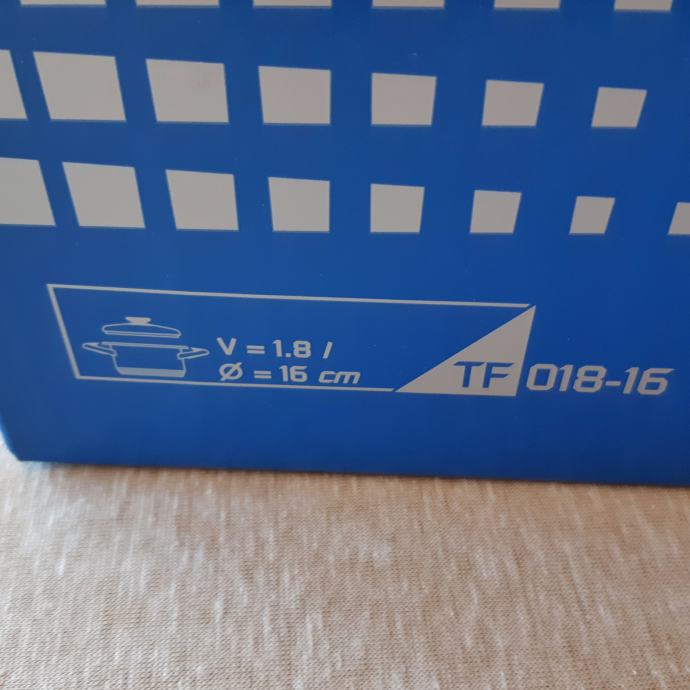 V = 1.8 l
Ø = 16 cm
TF 018-16